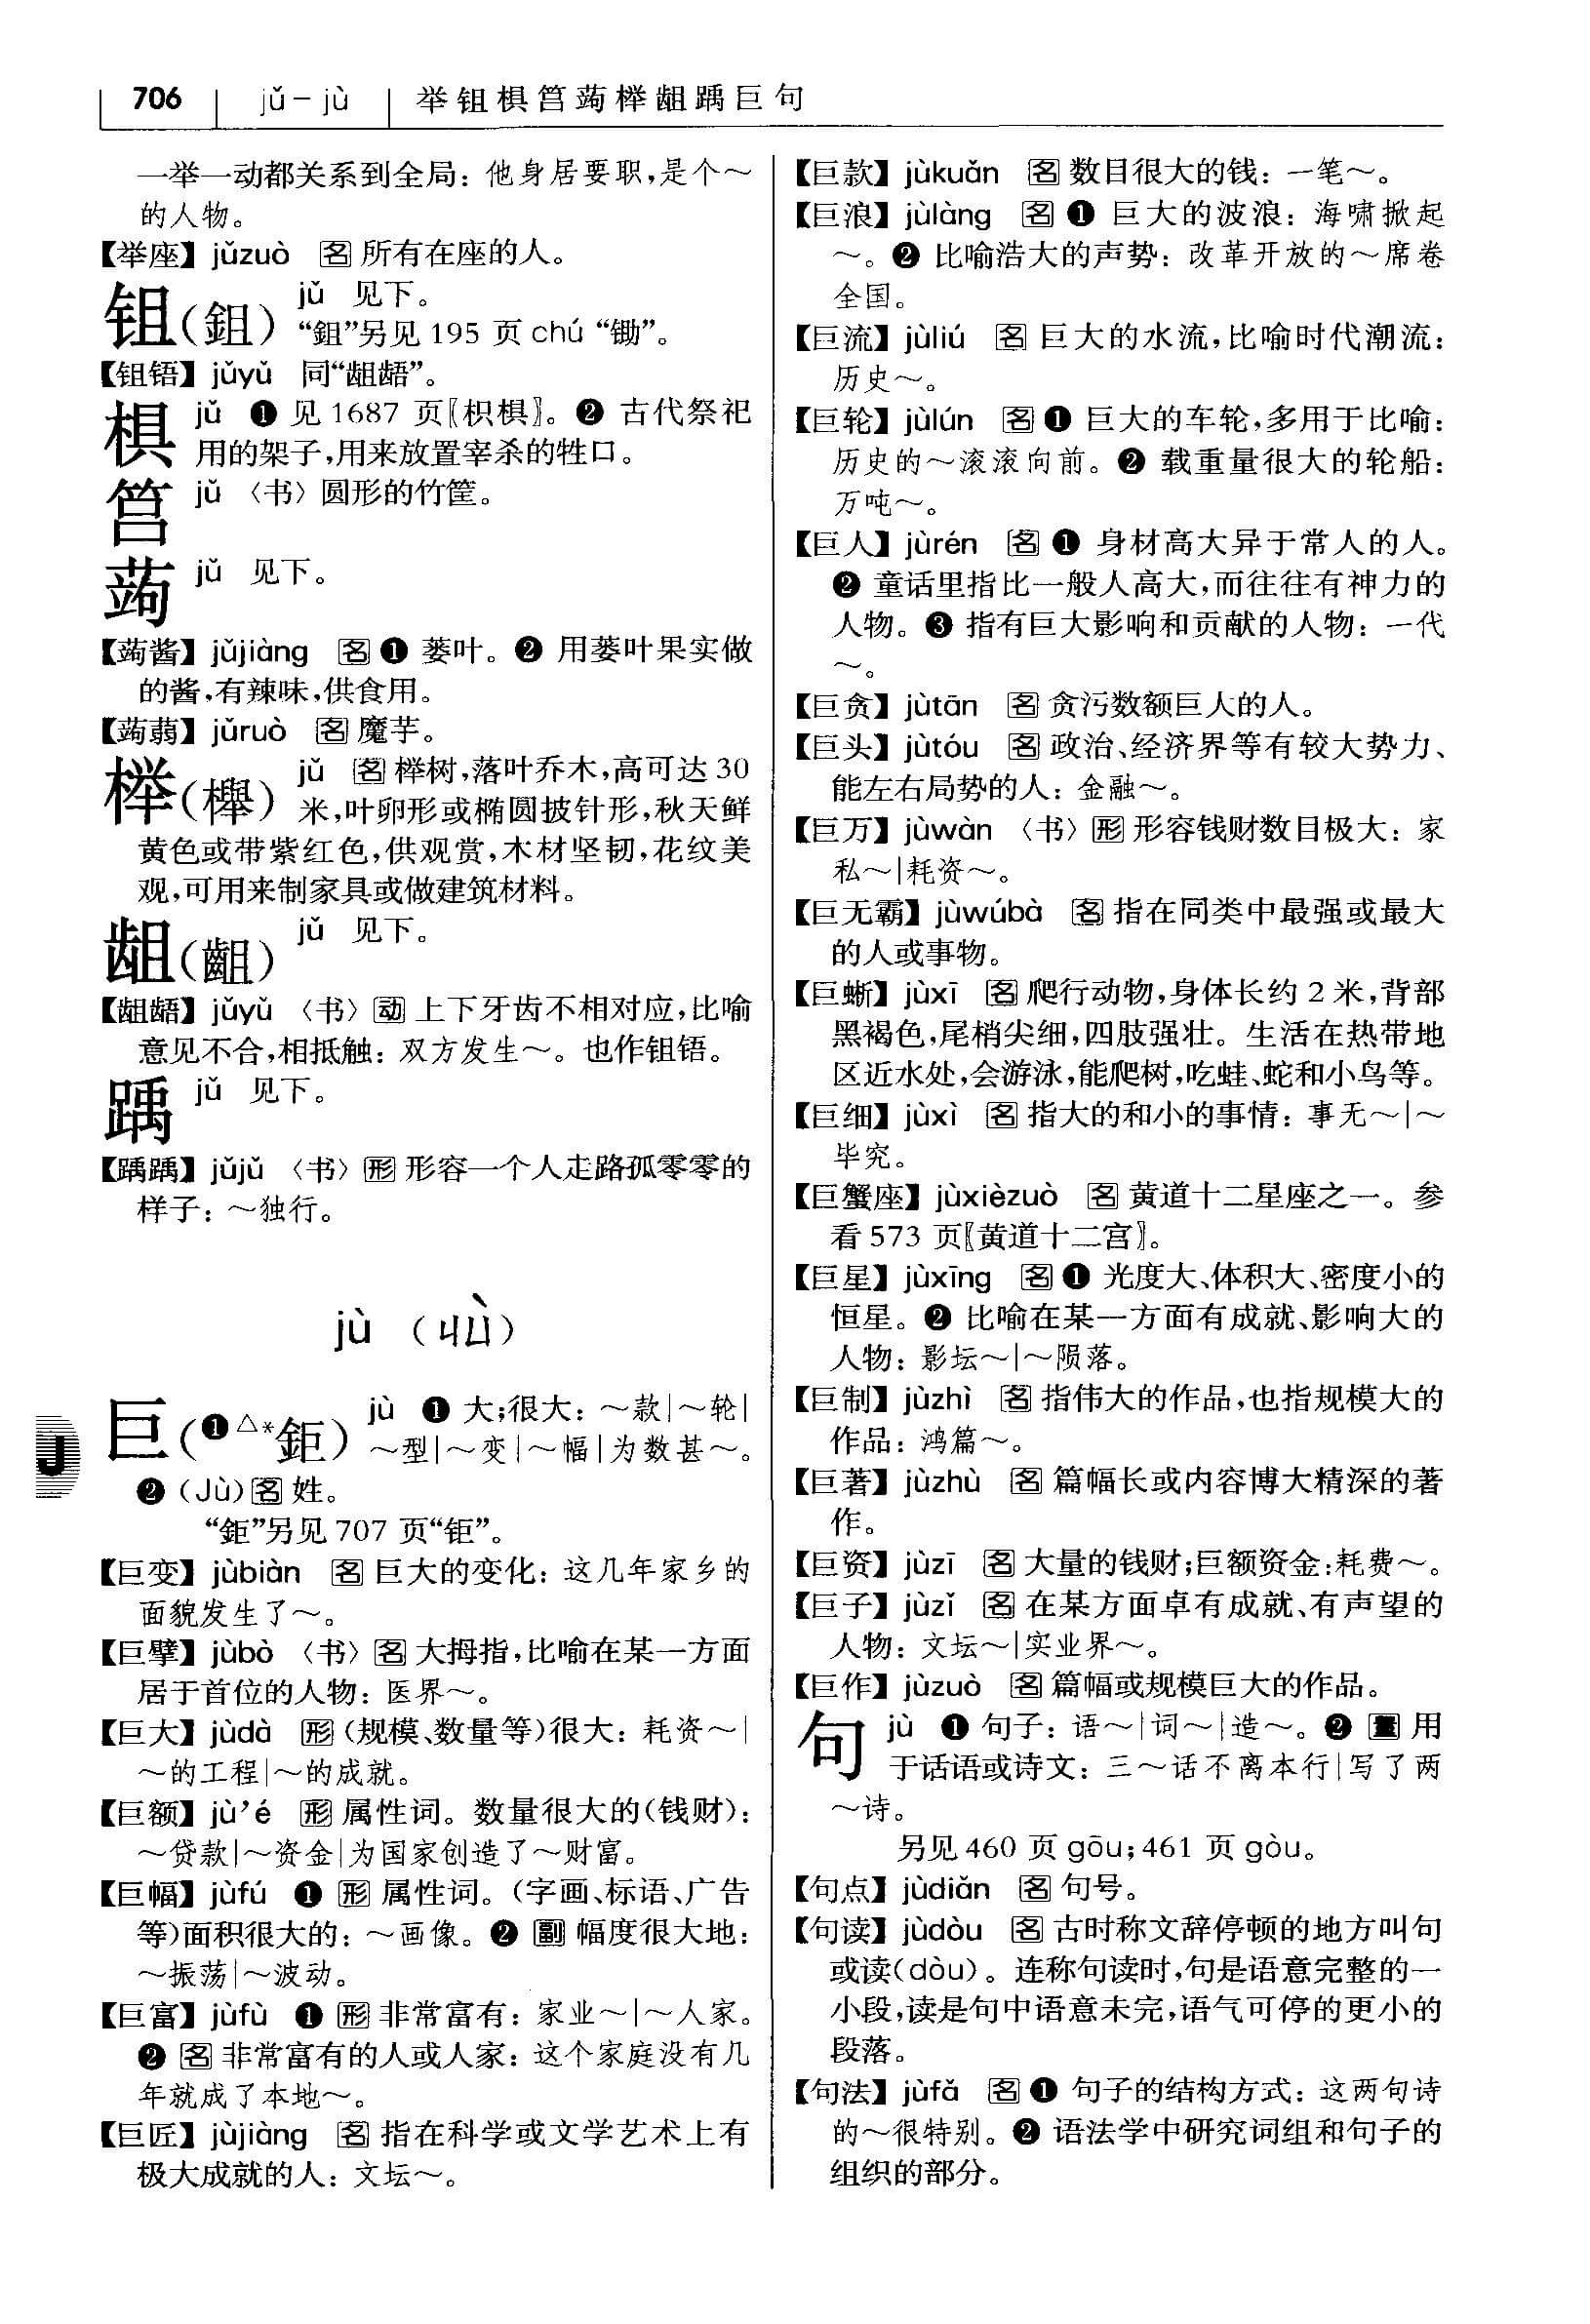 706 jǔ－jù 举钼椇筥蒟榉龃踽巨句
一举一动都关系到全局：他身居要职，是个～
的人物。
【举座】jǔzuò 名 所有在座的人。
钼(鉏) jǔ 见下。
“鉏”另见 195 页 chú “锄”。
【钼铻】jǔyǔ 同“龃龉”。
椇 jǔ ❶ 见 1687 页〖枳椇〗。❷ 古代祭祀
用的架子，用来放置宰杀的牲口。
筥 jǔ 〈书〉圆形的竹筐。
蒟 jǔ 见下。
【蒟酱】jǔjiàng 名 ❶ 蒌叶。❷ 用蒌叶果实做
的酱，有辣味，供食用。
【蒟蒻】jǔruò 名 魔芋。
榉(櫸) jǔ 名 榉树，落叶乔木，高可达 30
米，叶卵形或椭圆披针形，秋天鲜
黄色或带紫红色，供观赏，木材坚韧，花纹美
观，可用来制家具或做建筑材料。
龃(齟) jǔ 见下。
【龃龉】jǔyǔ 〈书〉动 上下牙齿不相对应，比喻
意见不合，相抵触：双方发生～。也作钼铻。
踽 jǔ 见下。
【踽踽】jǔjǔ 〈书〉形 形容一个人走路孤零零的
样子：～独行。
jù （ㄐㄩˋ）
J
巨(❶△*鉅) jù ❶ 大；很大：～款|～轮|
～型|～变|～幅|为数甚～。
❷（Jù）名 姓。
“鉅”另见 707 页“钜”。
【巨变】jùbiàn 名 巨大的变化：这几年家乡的
面貌发生了～。
【巨擘】jùbò 〈书〉名 大拇指，比喻在某一方面
居于首位的人物：医界～。
【巨大】jùdà 形（规模、数量等）很大：耗资～|
～的工程|～的成就。
【巨额】jù’é 形 属性词。数量很大的（钱财）：
～贷款|～资金|为国家创造了～财富。
【巨幅】jùfú ❶ 形 属性词。（字画、标语、广告
等）面积很大的：～画像。❷ 副 幅度很大地：
～振荡|～波动。
【巨富】jùfù ❶ 形 非常富有：家业～|～人家。
❷ 名 非常富有的人或人家：这个家庭没有几
年就成了本地～。
【巨匠】jùjiàng 名 指在科学或文学艺术上有
极大成就的人：文坛～。
【巨款】jùkuǎn 名 数目很大的钱：一笔～。
【巨浪】jùlàng 名 ❶ 巨大的波浪：海啸掀起
～。❷ 比喻浩大的声势：改革开放的～席卷
全国。
【巨流】jùliú 名 巨大的水流，比喻时代潮流：
历史～。
【巨轮】jùlún 名 ❶ 巨大的车轮，多用于比喻：
历史的～滚滚向前。❷ 载重量很大的轮船：
万吨～。
【巨人】jùrén 名 ❶ 身材高大异于常人的人。
❷ 童话里指比一般人高大，而往往有神力的
人物。❸ 指有巨大影响和贡献的人物：一代
～。
【巨贪】jùtān 名 贪污数额巨大的人。
【巨头】jùtóu 名 政治、经济界等有较大势力、
能左右局势的人：金融～。
【巨万】jùwàn 〈书〉形 形容钱财数目极大：家
私～|耗资～。
【巨无霸】jùwúbà 名 指在同类中最强或最大
的人或事物。
【巨蜥】jùxī 名 爬行动物，身体长约 2 米，背部
黑褐色，尾梢尖细，四肢强壮。生活在热带地
区近水处，会游泳，能爬树，吃蛙、蛇和小鸟等。
【巨细】jùxì 名 指大的和小的事情：事无～|～
毕究。
【巨蟹座】jùxièzuò 名 黄道十二星座之一。参
看 573 页〖黄道十二宫〗。
【巨星】jùxīng 名 ❶ 光度大、体积大、密度小的
恒星。❷ 比喻在某一方面有成就、影响大的
人物：影坛～|～陨落。
【巨制】jùzhì 名 指伟大的作品，也指规模大的
作品：鸿篇～。
【巨著】jùzhù 名 篇幅长或内容博大精深的著
作。
【巨资】jùzī 名 大量的钱财；巨额资金：耗费～。
【巨子】jùzǐ 名 在某方面卓有成就、有声望的
人物：文坛～|实业界～。
【巨作】jùzuò 名 篇幅或规模巨大的作品。
句 jù ❶ 句子：语～|词～|造～。❷ 量 用
于话语或诗文：三～话不离本行|写了两
～诗。
另见 460 页 gōu；461 页 gòu。
【句点】jùdiǎn 名 句号。
【句读】jùdòu 名 古时称文辞停顿的地方叫句
或读(dòu)。连称句读时，句是语意完整的一
小段，读是句中语意未完，语气可停的更小的
段落。
【句法】jùfǎ 名 ❶ 句子的结构方式：这两句诗
的～很特别。❷ 语法学中研究词组和句子的
组织的部分。